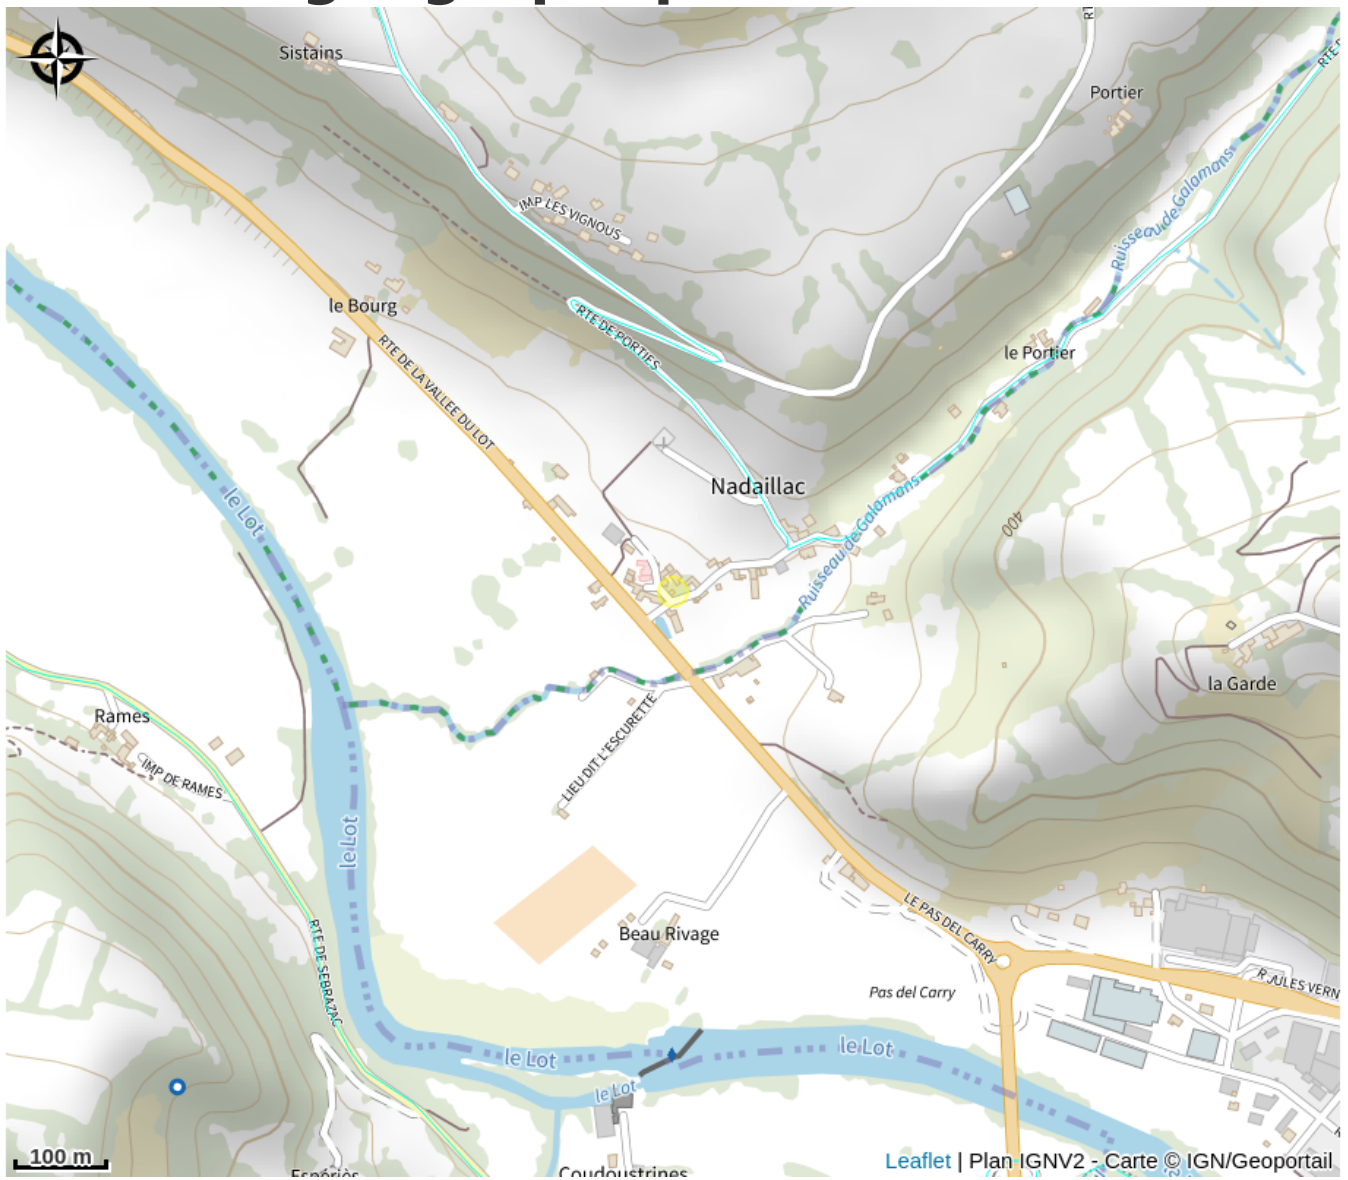 Sistains
Portier
IMP LES VIGNOUS
Ruisseau de Galamans
le Bourg
RTE DE PORTIES
RTE DE LA VALLEE DU LOT
le Portier
le Lot
Nadaillac
Ruisseau de Galamans
400
la Garde
Rames
IMP DE RAMES
LIEU DIT L'ESCURETTE
le Lot
RTE DE SEBRAZAC
Beau Rivage
LE PAS DEL CARRY
Pas del Carry
R JULES VERN
le Lot
le Lot
le Lot
100 m
Espériès
Coudoustrines
Leaflet | Plan IGNV2 - Carte © IGN/Geoportail